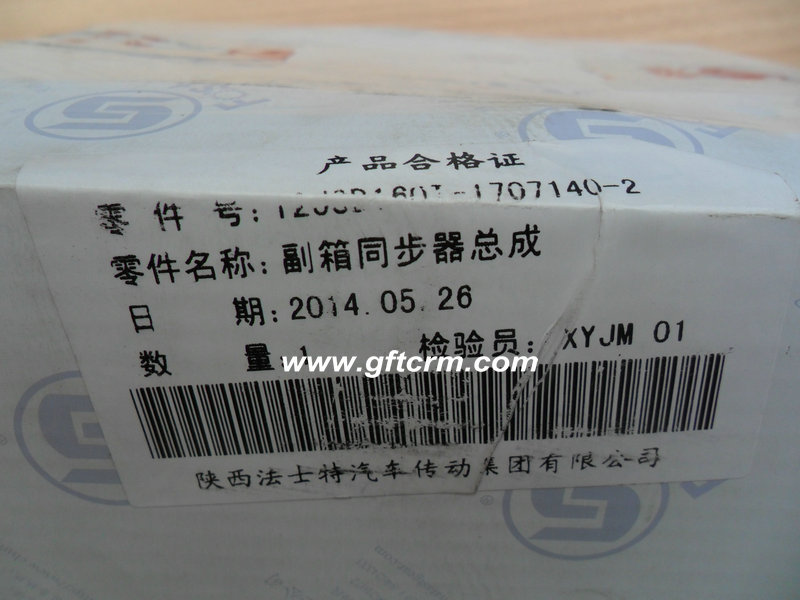 产品合格证
零件号: 160T-1707140-2
零件名称: 副箱同步器总成
日期: 2014.05.26
数量: 1 检验员: XYJM 01
www.gftcrm.com
陕西法士特汽车传动集团有限公司